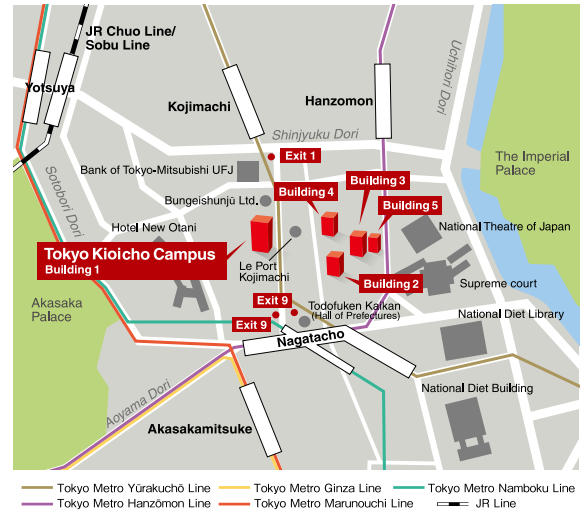 JR Chuo Line/
Sobu Line
Yotsuya
Kojimachi
Hanzomon
Uchibori Dori
Shinjyuku Dori
Exit 1
Bank of Tokyo-Mitsubishi UFJ
The Imperial
Palace
Building 4
Building 3
Building 5
Bungeishunjū Ltd.
Sotobori Dori
Hotel New Otani
National Theatre of Japan
Tokyo Kioicho Campus
Building 1
Le Port
Kojimachi
Building 2
Supreme court
Akasaka
Palace
Exit 9
Exit 9
Todofuken Kaikan
(Hall of Prefectures)
National Diet Library
Nagatacho
National Diet Building
Aoyama Dori
Akasakamitsuke
Tokyo Metro Yūrakuchō Line
Tokyo Metro Ginza Line
Tokyo Metro Namboku Line
Tokyo Metro Hanzōmon Line
Tokyo Metro Marunouchi Line
JR Line